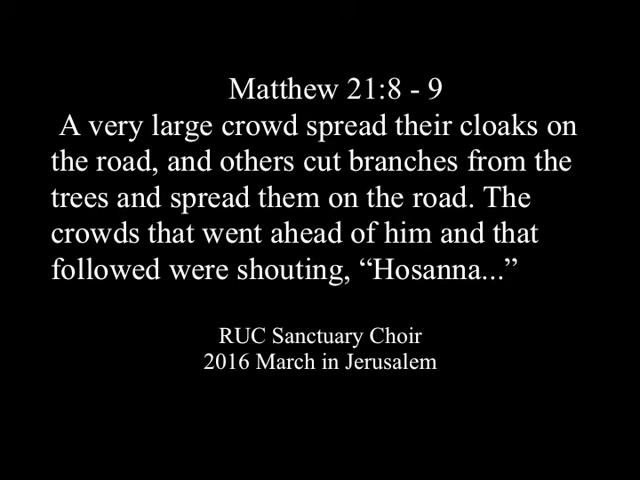 Matthew 21:8 - 9
A very large crowd spread their cloaks on
the road, and others cut branches from the
trees and spread them on the road. The
crowds that went ahead of him and that
followed were shouting, “Hosanna...”
RUC Sanctuary Choir
2016 March in Jerusalem